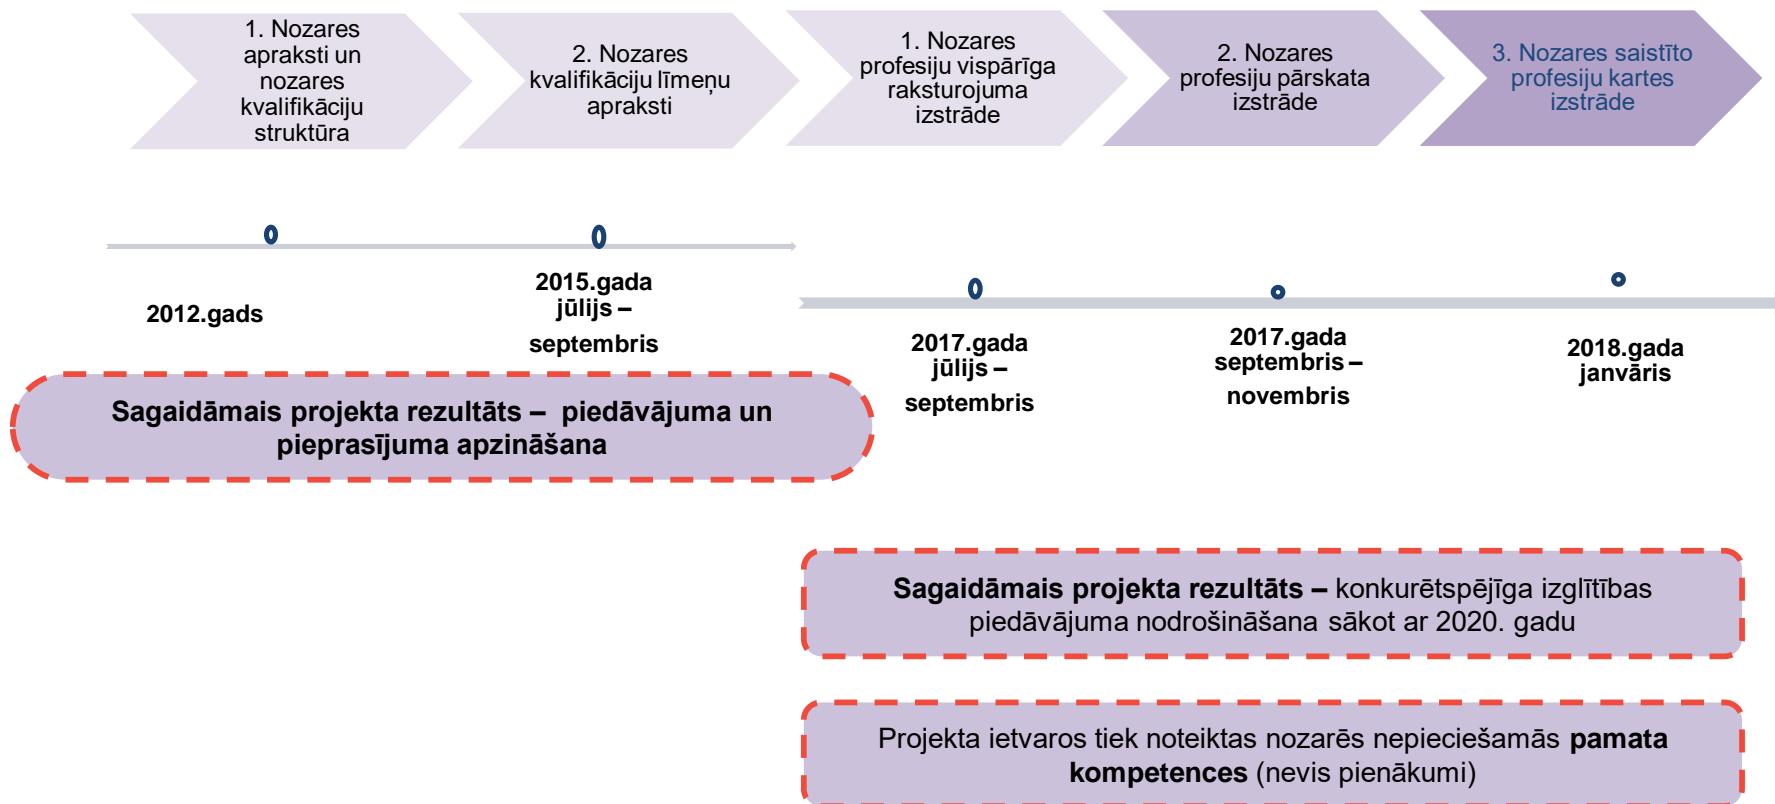 1. Nozares
apraksti un
nozares
kvalifikāciju
struktūra
2. Nozares
kvalifikāciju līmeņu
apraksti
1. Nozares
profesiju vispārīga
raksturojuma
izstrāde
2. Nozares
profesiju pārskata
izstrāde
3. Nozares saistīto
profesiju kartes
izstrāde
2012.gads
2015.gada
jūlijs –
septembris
2017.gada
jūlijs –
septembris
2017.gada
septembris –
novembris
2018.gada
janvāris
Sagaidāmais projekta rezultāts – piedāvājuma un
pieprasījuma apzināšana
Sagaidāmais projekta rezultāts – konkurētspējīga izglītības
piedāvājuma nodrošināšana sākot ar 2020. gadu
Projekta ietvaros tiek noteiktas nozarēs nepieciešamās pamata
kompetences (nevis pienākumi)